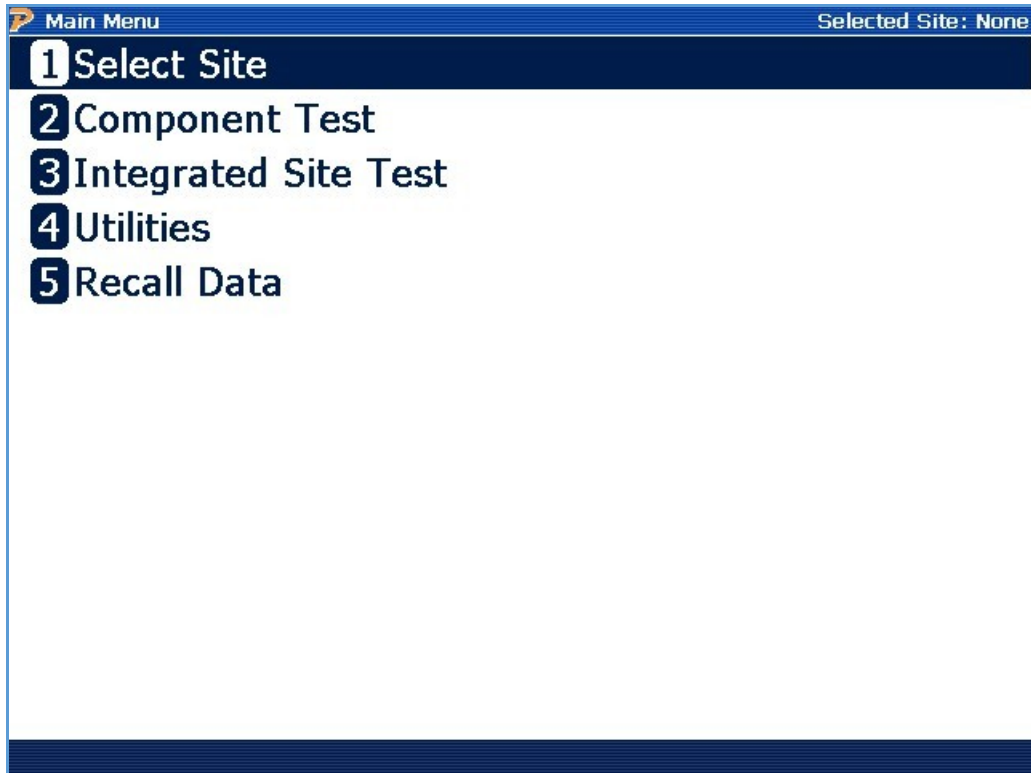 Main Menu Selected Site: None
1 Select Site
2 Component Test
3 Integrated Site Test
4 Utilities
5 Recall Data